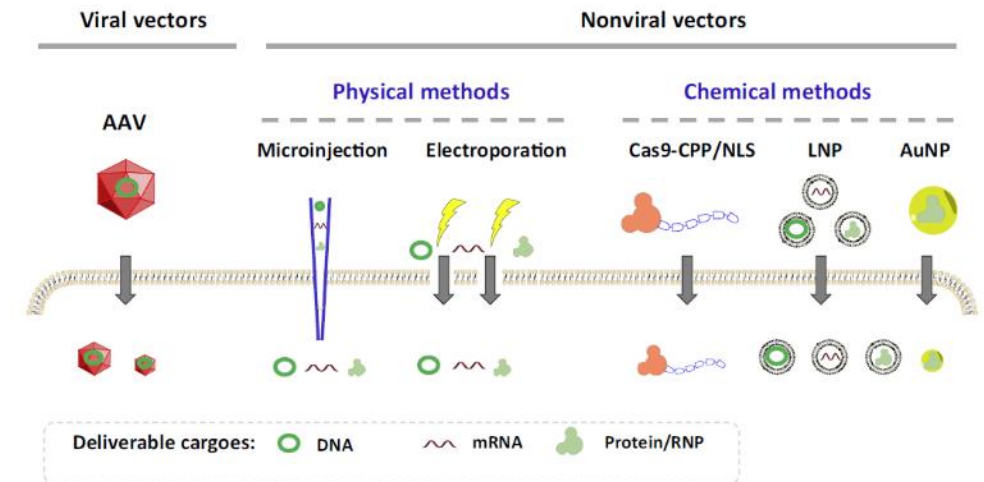 Viral vectors
Nonviral vectors
Physical methods
Chemical methods
AAV
Microinjection
Electroporation
Cas9-CPP/NLS
LNP
AuNP
Deliverable cargoes:
DNA
mRNA
Protein/RNP